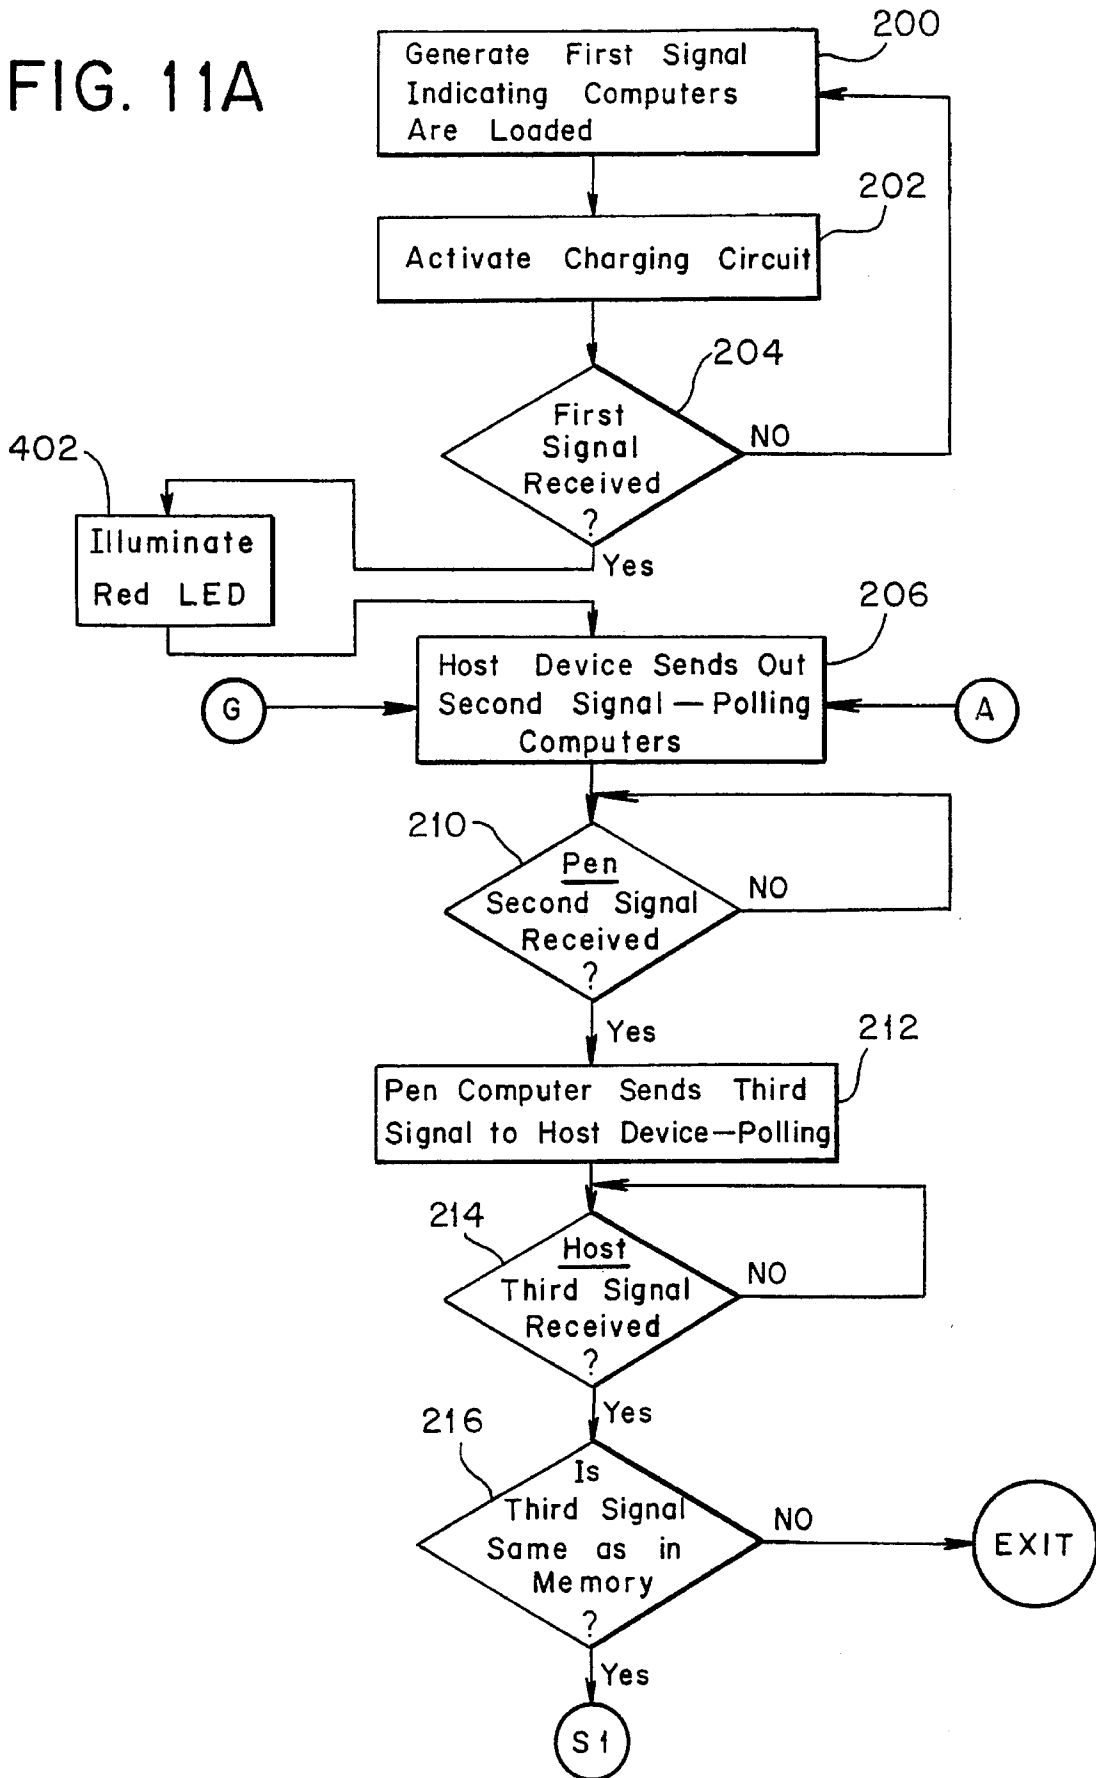 FIG. 11A
200
Generate First Signal
Indicating Computers
Are Loaded
202
Activate Charging Circuit
204
First
Signal
Received
?
NO
Yes
402
Illuminate
Red LED
206
Host Device Sends Out
Second Signal — Polling
Computers
G
A
210
Pen
Second Signal
Received
?
NO
Yes
212
Pen Computer Sends Third
Signal to Host Device—Polling
214
Host
Third Signal
Received
?
NO
Yes
216
Is
Third Signal
Same as in
Memory
?
NO
EXIT
Yes
S1